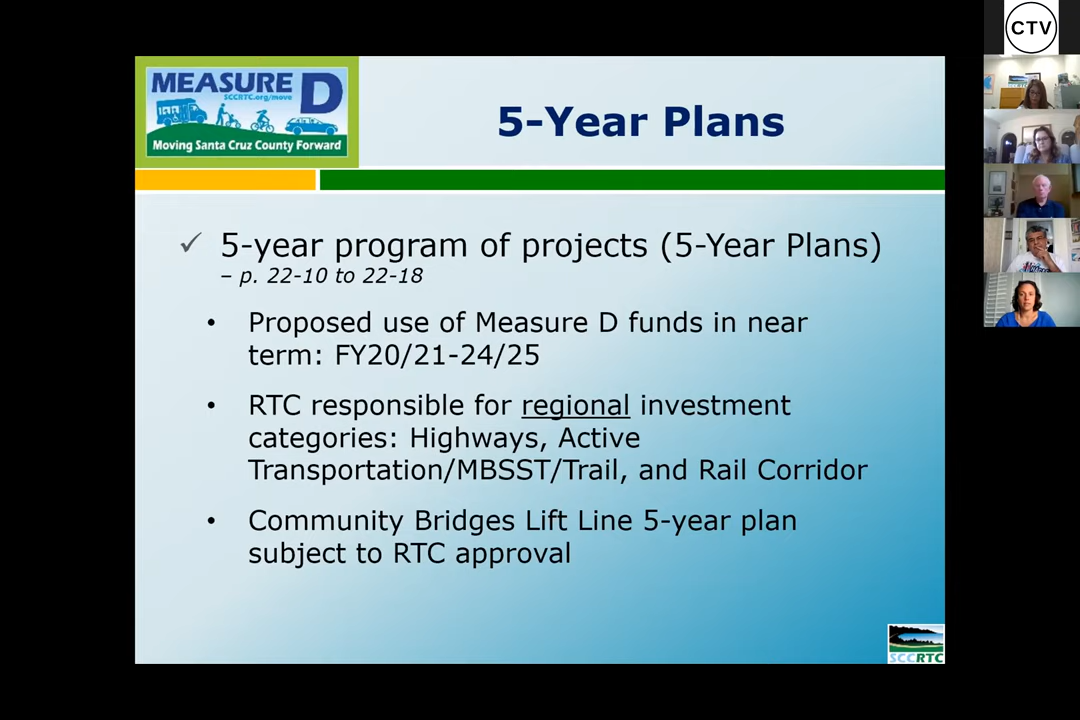 CTV
MEASURE D
SCCRTC.org/move
Moving Santa Cruz County Forward
5-Year Plans
✓ 5-year program of projects (5-Year Plans)
– p. 22-10 to 22-18
• Proposed use of Measure D funds in near
term: FY20/21-24/25
• RTC responsible for regional investment
categories: Highways, Active
Transportation/MBSST/Trail, and Rail Corridor
• Community Bridges Lift Line 5-year plan
subject to RTC approval
SCCRTC